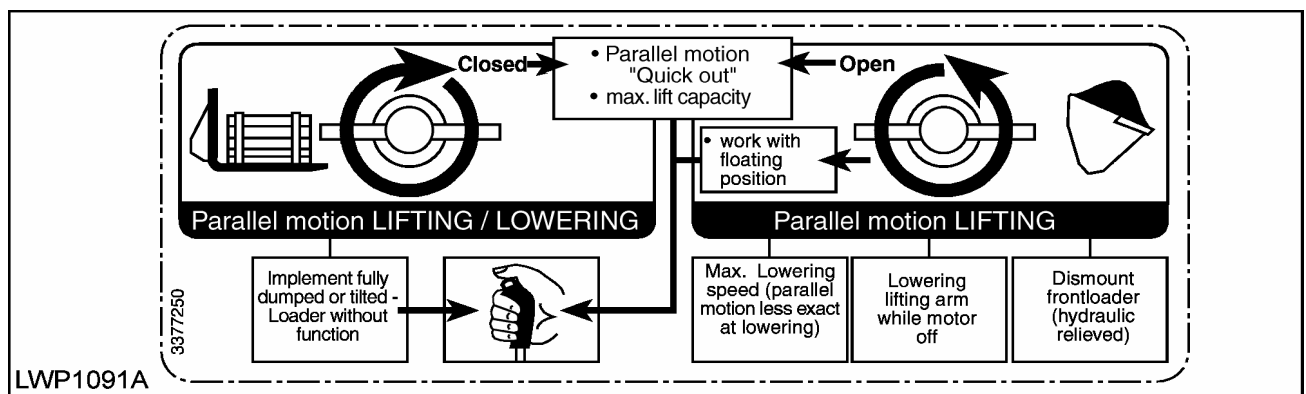 Closed
• Parallel motion
"Quick out"
• max. lift capacity
Open
• work with
floating
position
Parallel motion LIFTING / LOWERING
Parallel motion LIFTING
Implement fully
dumped or tilted -
Loader without
function
Max. Lowering
speed (parallel
motion less exact
at lowering)
Lowering
lifting arm
while motor
off
Dismount
frontloader
(hydraulic
relieved)
3377250
LWP1091A